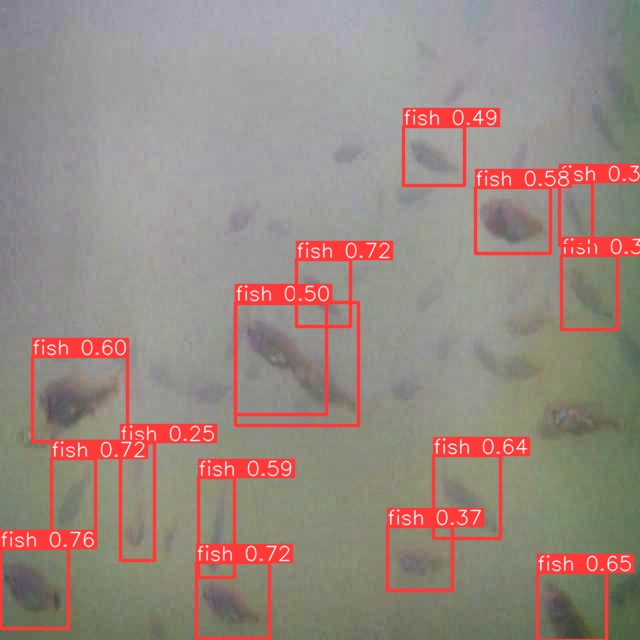 fish 0.49
fish 0.58
fish 0.3
fish 0.3
fish 0.72
fish 0.50
fish 0.60
fish 0.25
fish 0.72
fish 0.64
fish 0.59
fish 0.37
fish 0.76
fish 0.72
fish 0.65